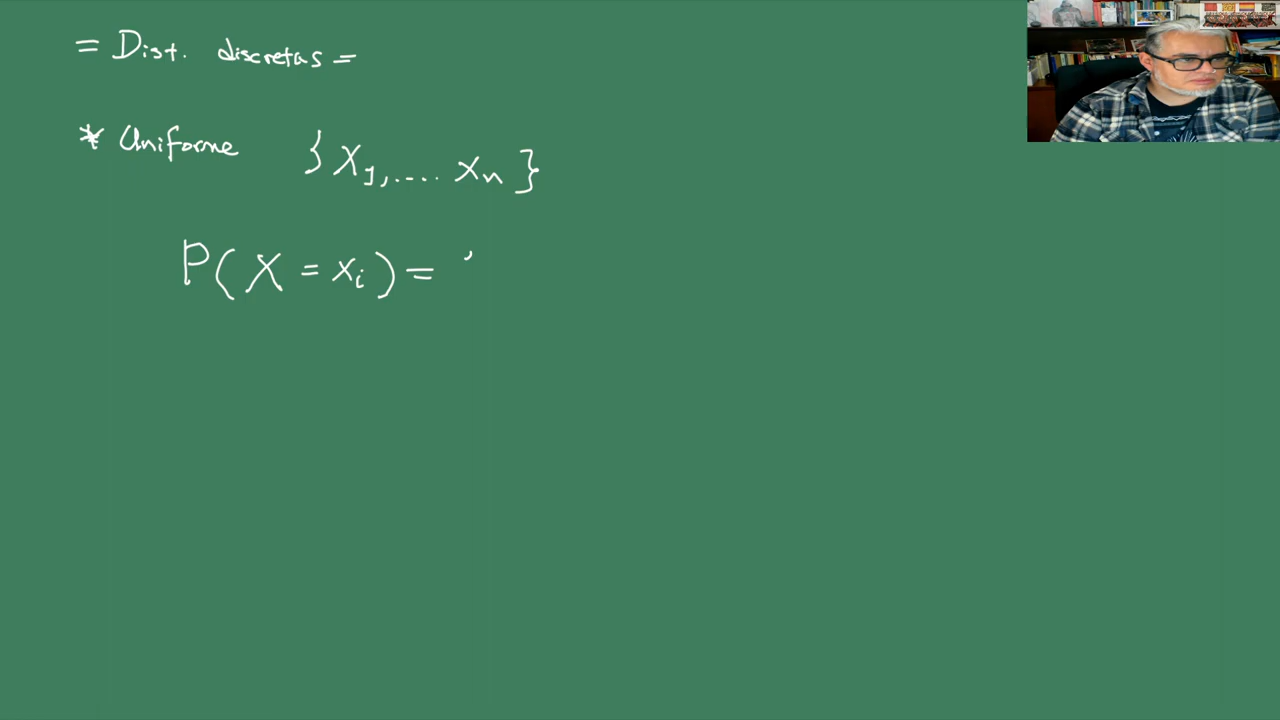 = Dist. discretas =
* Uniforme } X1, .... xn }
P( X = xi ) =